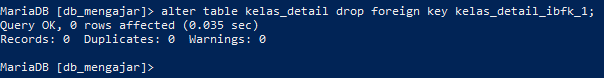 MariaDB [db_mengajar]> alter table kelas_detail drop foreign key kelas_detail_ibfk_1;
Query OK, 0 rows affected (0.035 sec)
Records: 0  Duplicates: 0  Warnings: 0
MariaDB [db_mengajar]>